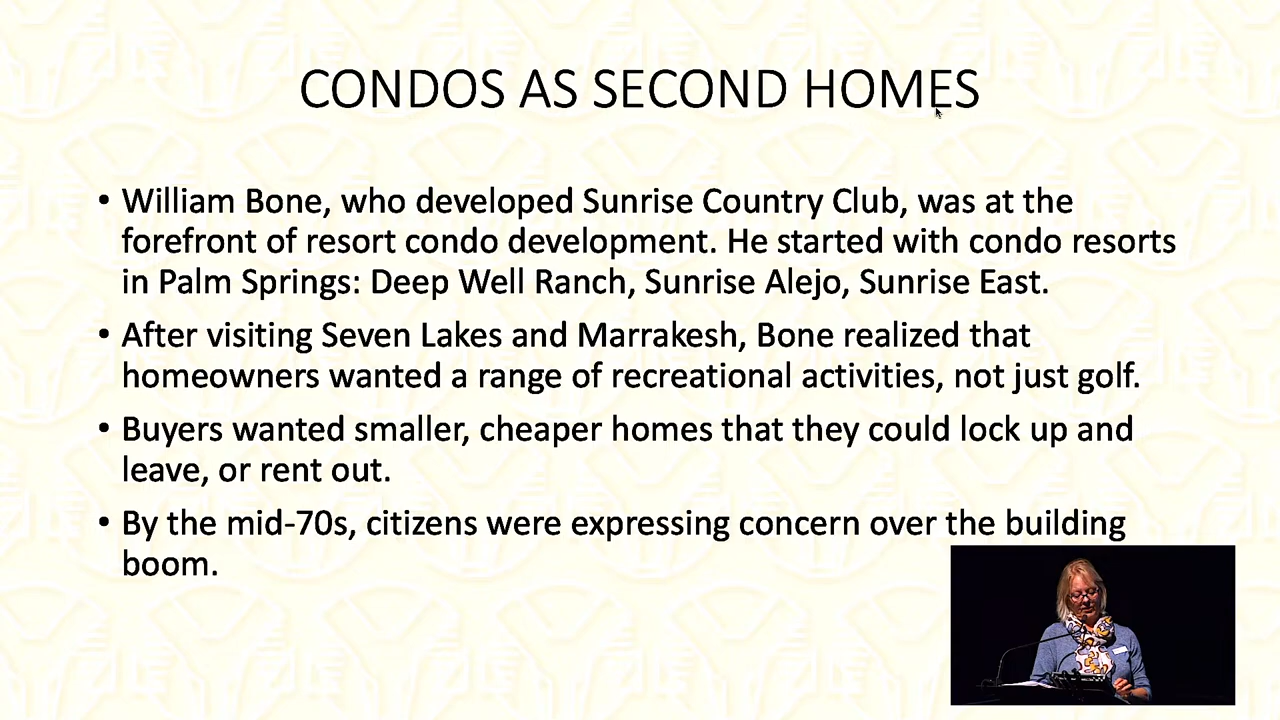 CONDOS AS SECOND HOMES
• William Bone, who developed Sunrise Country Club, was at the
forefront of resort condo development. He started with condo resorts
in Palm Springs: Deep Well Ranch, Sunrise Alejo, Sunrise East.
• After visiting Seven Lakes and Marrakesh, Bone realized that
homeowners wanted a range of recreational activities, not just golf.
• Buyers wanted smaller, cheaper homes that they could lock up and
leave, or rent out.
• By the mid-70s, citizens were expressing concern over the building
boom.